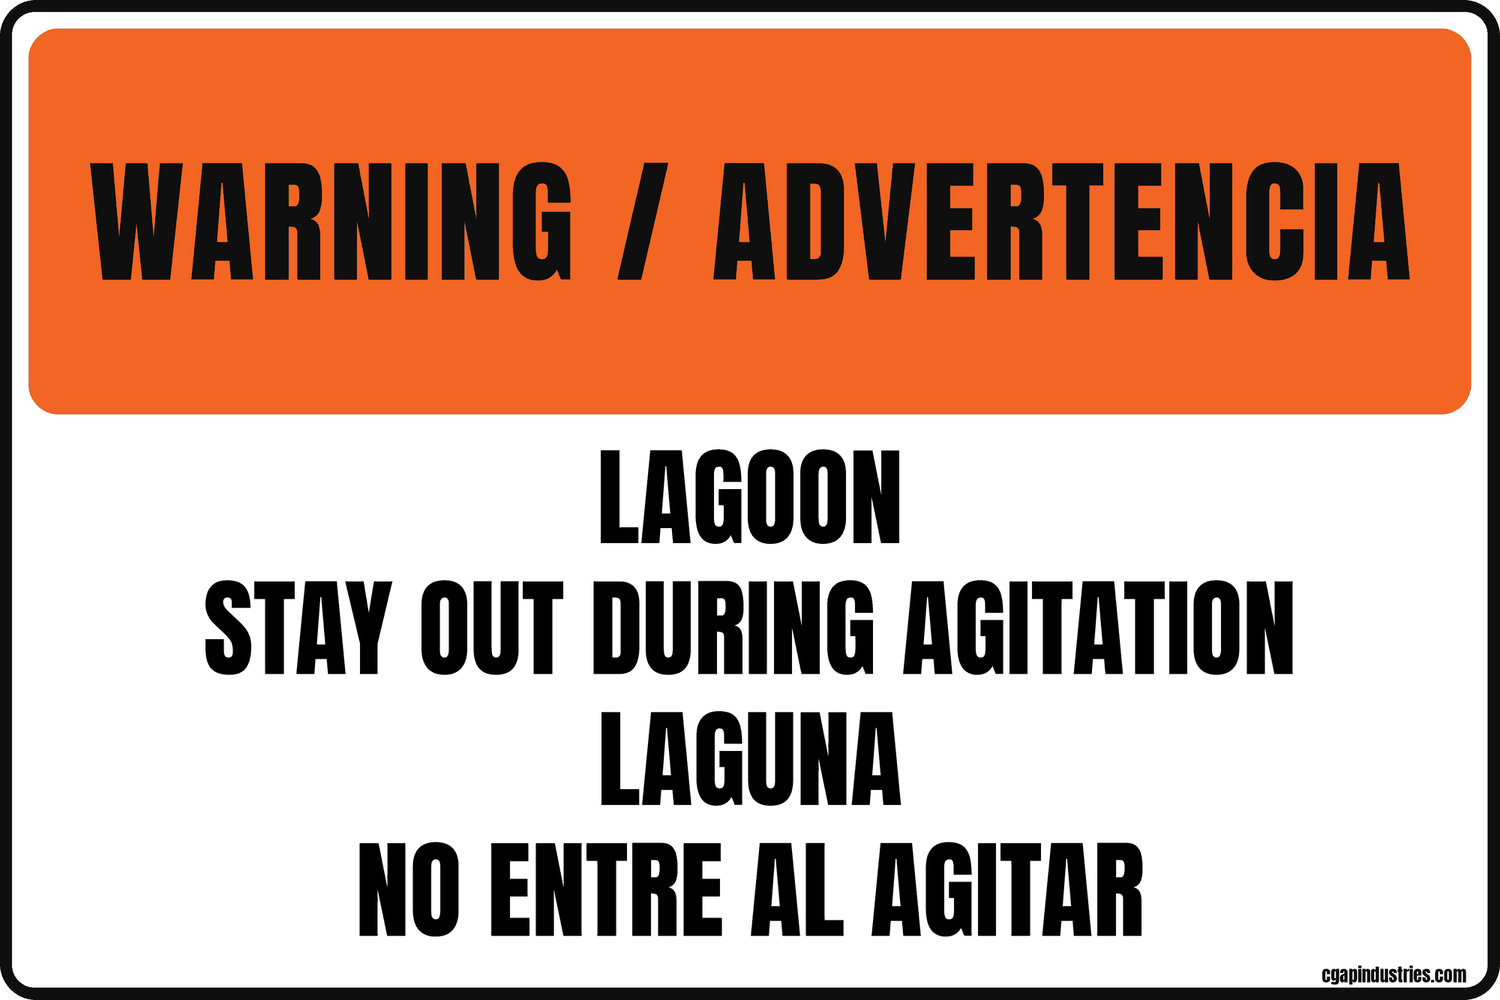 WARNING / ADVERTENCIA
LAGOON
STAY OUT DURING AGITATION
LAGUNA
NO ENTRE AL AGITAR
cgapindustries.com